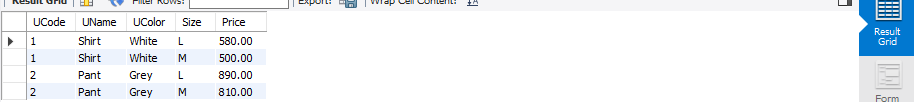 Result Grid Filter Rows: Export: Wrap Cell Content:
UCode UName UColor Size Price
1 Shirt White L 580.00
1 Shirt White M 500.00
2 Pant Grey L 890.00
2 Pant Grey M 810.00
Result
Grid
Form